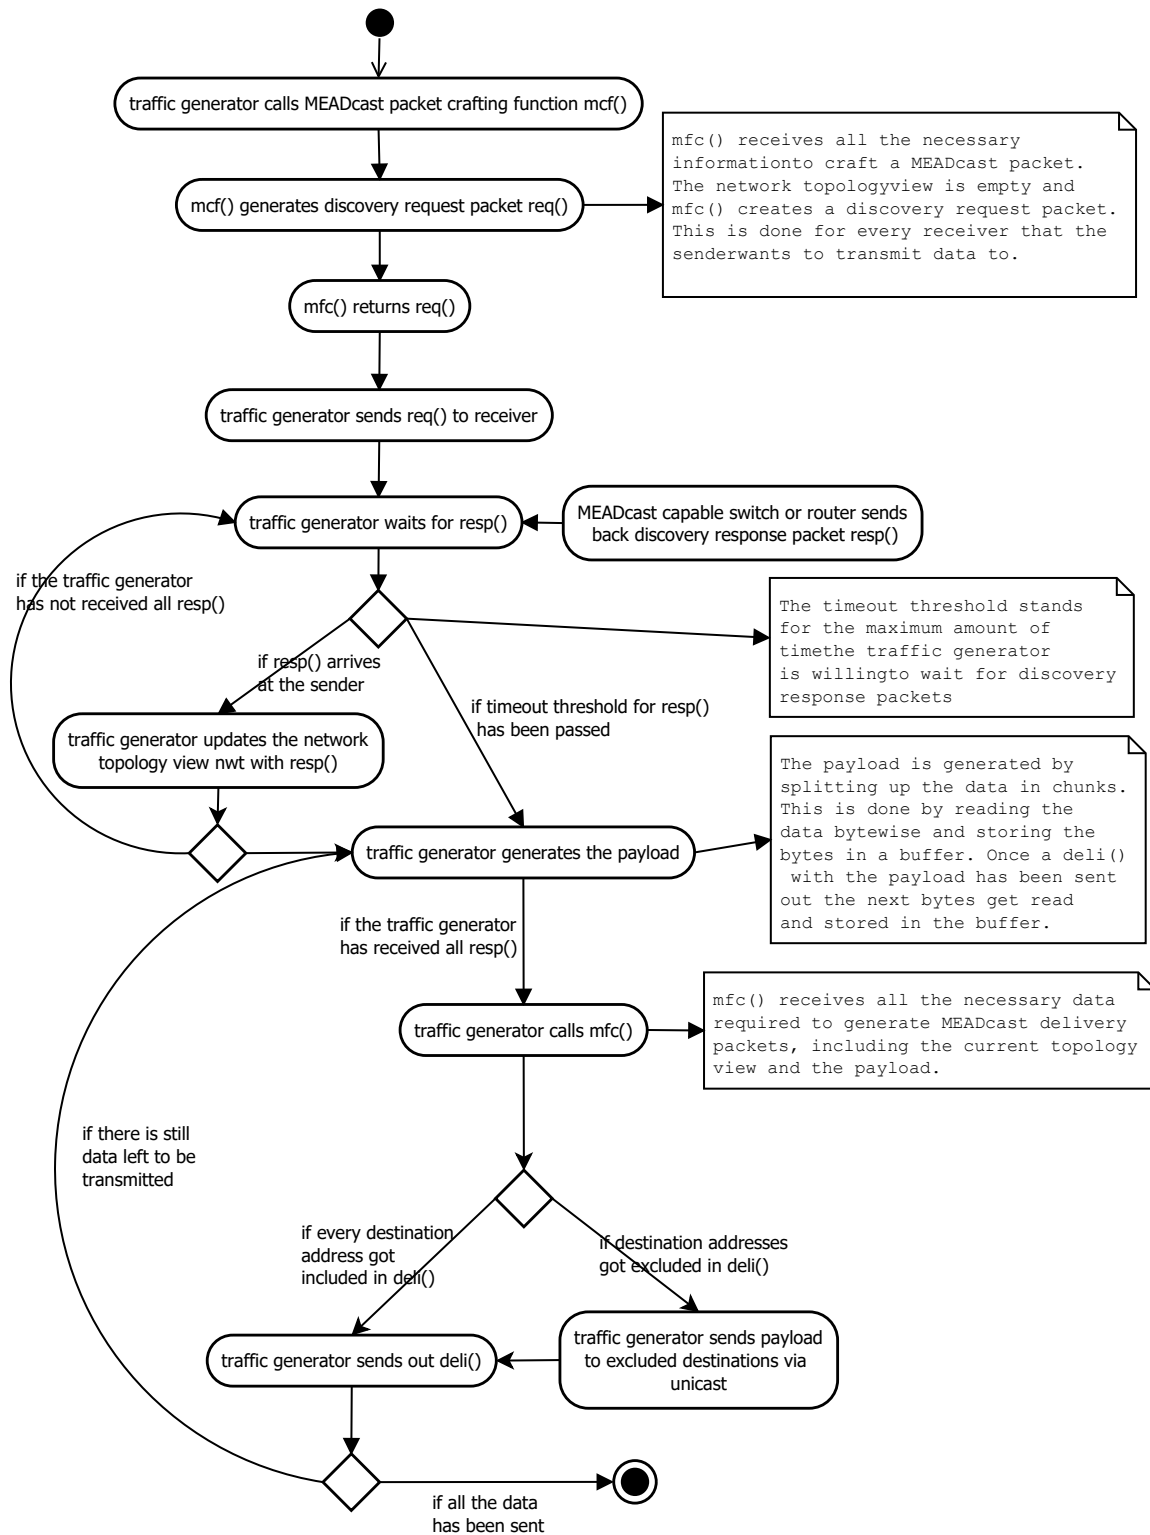 traffic generator calls MEADcast packet crafting function mcf()
mfc() receives all the necessary
informationto craft a MEADcast packet.
The network topologyview is empty and
mfc() creates a discovery request packet.
This is done for every receiver that the
senderwants to transmit data to.
mcf() generates discovery request packet req()
mfc() returns req()
traffic generator sends req() to receiver
traffic generator waits for resp()
MEADcast capable switch or router sends
back discovery response packet resp()
if the traffic generator
has not received all resp()
The timeout threshold stands
for the maximum amount of
timethe traffic generator
is willingto wait for discovery
response packets
if resp() arrives
at the sender
if timeout threshold for resp()
has been passed
traffic generator updates the network
topology view nwt with resp()
The payload is generated by
splitting up the data in chunks.
This is done by reading the
data bytewise and storing the
bytes in a buffer. Once a deli()
with the payload has been sent
out the next bytes get read
and stored in the buffer.
traffic generator generates the payload
if the traffic generator
has received all resp()
traffic generator calls mfc()
mfc() receives all the necessary data
required to generate MEADcast delivery
packets, including the current topology
view and the payload.
if there is still
data left to be
transmitted
if every destination
address got
included in deli()
if destination addresses
got excluded in deli()
traffic generator sends out deli()
traffic generator sends payload
to excluded destinations via
unicast
if all the data
has been sent